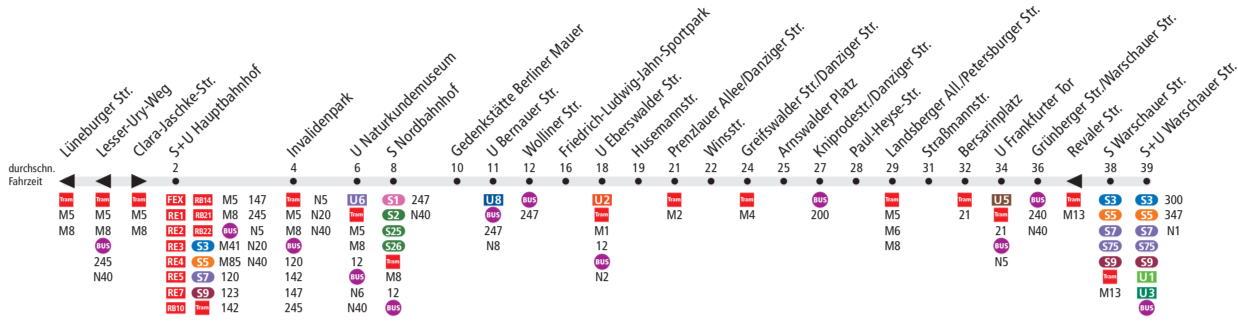 Lüneburger Str.
Lesser-Ury-Weg
Clara-Jaschke-Str.
S+U Hauptbahnhof
Invalidenpark
U Naturkundemuseum
S Nordbahnhof
Gedenkstätte Berliner Mauer
U Bernauer Str.
Wolliner Str.
Friedrich-Ludwig-Jahn-Sportpark
U Eberswalder Str.
Husemannstr.
Prenzlauer Allee/Danziger Str.
Winsstr.
Greifswalder Str./Danziger Str.
Arnswalder Platz
Kniprodestr./Danziger Str.
Paul-Heyse-Str.
Landsberger All./Petersburger Str.
Straßmannstr.
Bersarinplatz
U Frankfurter Tor
Grünberger Str./Warschauer Str.
Revaler Str.
S Warschauer Str.
S+U Warschauer Str.
durchschn. 2 4 6 8 10 11 12 16 18 19 21 22 24 25 27 28 29 31 32 34 36 38 39
Fahrzeit
Tram
M5
M8
Tram
M5
M8
BUS
245
N40
Tram
M5
M8
FEX RB14 M5 147
RE1 RB21 M8 245
RE2 RB22 BUS N5
RE3 S3 M41 N20
RE4 S5 M85 N40
RE5 S7 120
RE7 S9 123
RB10 Tram 142
Tram N5
M5 N20
M8 N40
BUS
120
142
147
245
U6
Tram
M5
M8
12
BUS
N6
N40
S1 247
S2 N40
S25
S26
Tram
M8
12
BUS
U8
BUS
247
N8
BUS
247
U2
Tram
M1
12
BUS
N2
Tram
M2
Tram
M4
BUS
200
Tram
M5
M6
M8
Tram
21
U5
Tram
21
BUS
N5
BUS
240
N40
Tram
M13
S3
S5
S7
S75
S9
Tram
M13
S3 300
S5 347
S7 N1
S75
S9
U1
U3
BUS